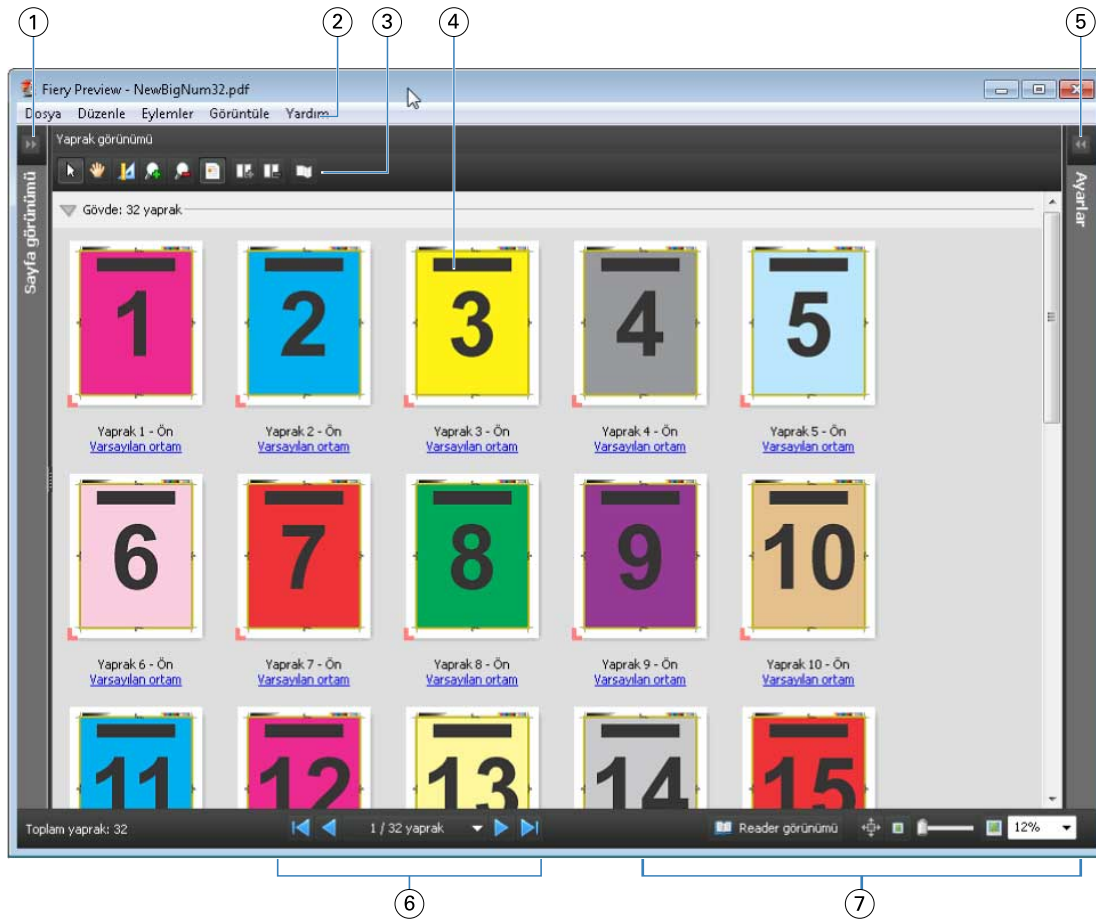 1 2 3 4 5
Fiery Preview - NewBigNum32.pdf
Dosya Düzenle Eylemler Görüntüle Yardım
Yaprak görünümü
Sayfa görünümü
Ayarlar
Gövde: 32 yaprak
1 2 3 4 5
Yaprak 1 - Ön Yaprak 2 - Ön Yaprak 3 - Ön Yaprak 4 - Ön Yaprak 5 - Ön
Varsayılan ortam Varsayılan ortam Varsayılan ortam Varsayılan ortam Varsayılan ortam
6 7 8 9 10
Yaprak 6 - Ön Yaprak 7 - Ön Yaprak 8 - Ön Yaprak 9 - Ön Yaprak 10 - Ön
Varsayılan ortam Varsayılan ortam Varsayılan ortam Varsayılan ortam Varsayılan ortam
11 12 13 14 15
Toplam yaprak: 32 1 / 32 yaprak Reader görünümü 12%
6 7